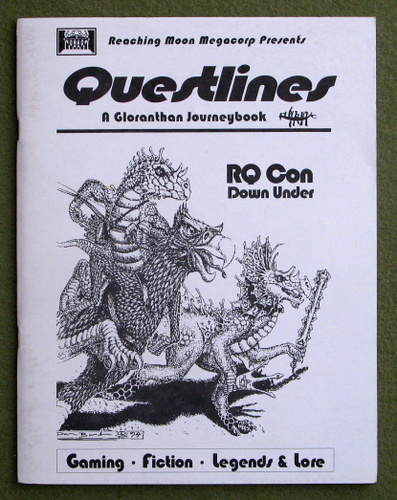 Reaching Moon Megacorp Presents
Questlines
A Gloranthan Journeybook
RQ Con
Down Under
Gaming · Fiction · Legends & Lore